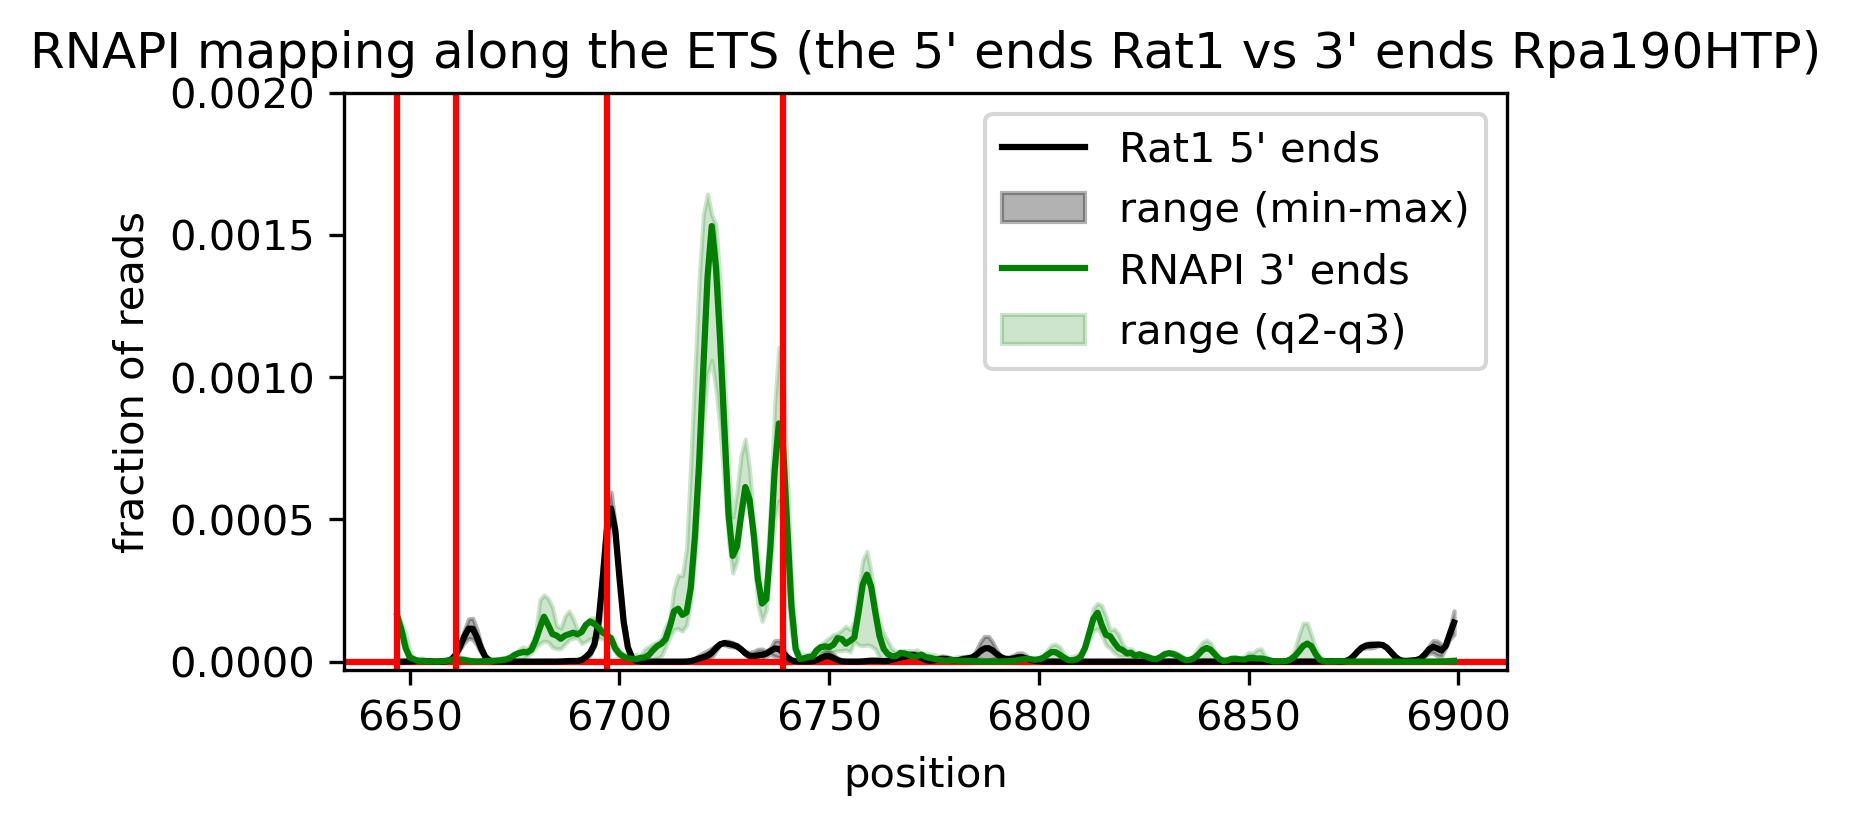 RNAPI mapping along the ETS (the 5' ends Rat1 vs 3' ends Rpa190HTP)
0.0020
0.0015
0.0010
0.0005
0.0000
fraction of reads
Rat1 5' ends
range (min-max)
RNAPI 3' ends
range (q2-q3)
6650 6700 6750 6800 6850 6900
position